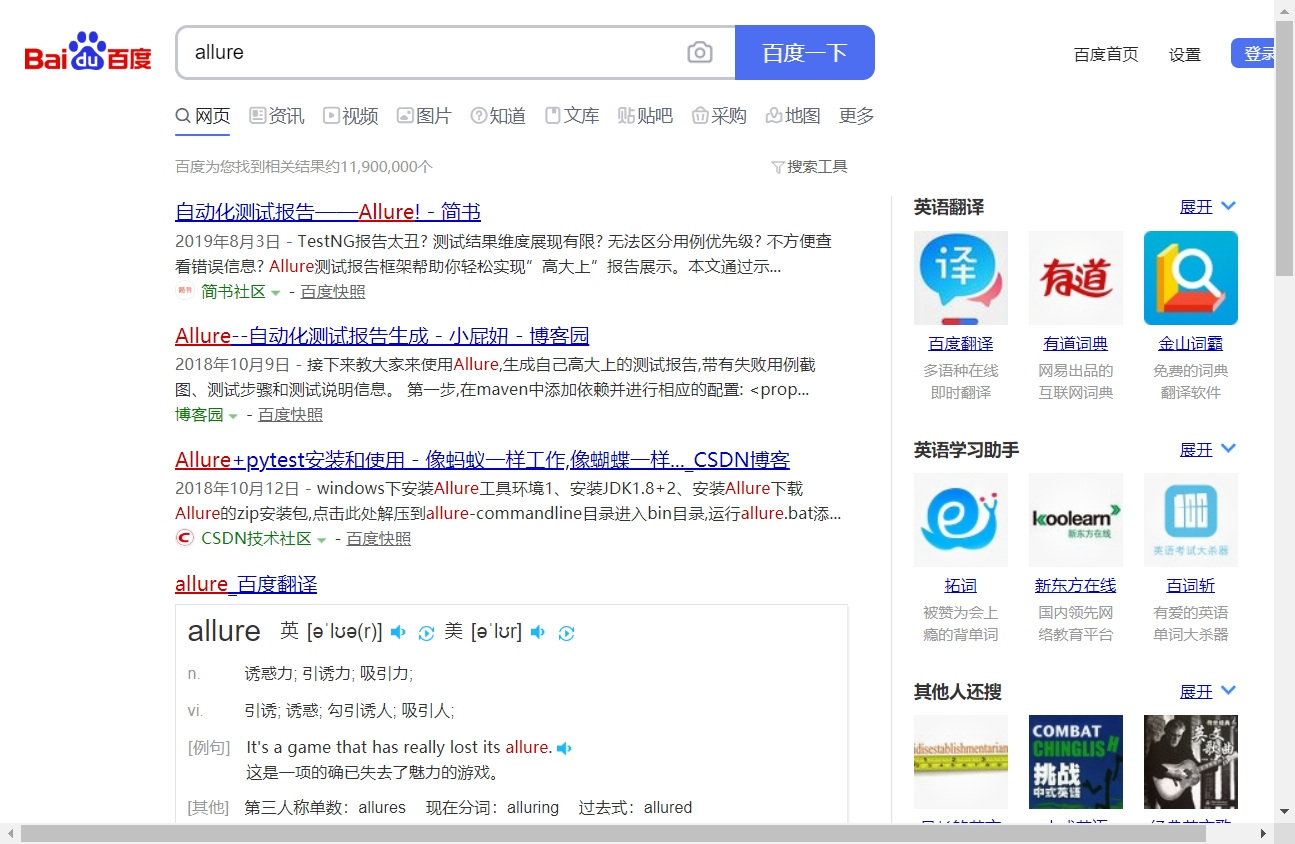 Bai du 百度
allure
百度一下
百度首页 设置 登录
网页 资讯 视频 图片 知道 文库 贴吧 采购 地图 更多
百度为您找到相关结果约11,900,000个
搜索工具
自动化测试报告——Allure! - 简书
2019年8月3日 - TestNG报告太丑? 测试结果维度展现有限? 无法区分用例优先级? 不方便查
看错误信息? Allure测试报告框架帮助你轻松实现”高大上”报告展示。本文通过示...
简书社区 - 百度快照
Allure--自动化测试报告生成 - 小屁妞 - 博客园
2018年10月9日 - 接下来教大家来使用Allure,生成自己高大上的测试报告,带有失败用例截
图、测试步骤和测试说明信息。 第一步,在maven中添加依赖并进行相应的配置: <prop...
博客园 - 百度快照
Allure+pytest安装和使用 - 像蚂蚁一样工作,像蝴蝶一样..._CSDN博客
2018年10月12日 - windows下安装Allure工具环境1、安装JDK1.8+2、安装Allure下载
Allure的zip安装包,点击此处解压到allure-commandline目录进入bin目录,运行allure.bat添...
CSDN技术社区 - 百度快照
allure_百度翻译
allure 英 [əˈlʊə(r)] 美 [əˈlʊr]
n. 诱惑力; 引诱力; 吸引力;
vi. 引诱; 诱惑; 勾引诱人; 吸引人;
[例句] It's a game that has really lost its allure.
这是一项的确已失去了魅力的游戏。
[其他] 第三人称单数：allures 现在分词：alluring 过去式：allured
英语翻译 展开
译 有道
百度翻译 有道词典 金山词霸
多语种在线 网易出品的 免费的词典
即时翻译 互联网词典 翻译软件
英语学习助手 展开
koolearn
新东方在线
100
英语考试大杀器
拓词 新东方在线 百词斩
被赞为会上 国内领先网 有爱的英语
瘾的背单词 络教育平台 单词大杀器
其他人还搜 展开
idisestablishmentarian
COMBAT
CHINGLISH
挑战
中式英语
英文
歌曲